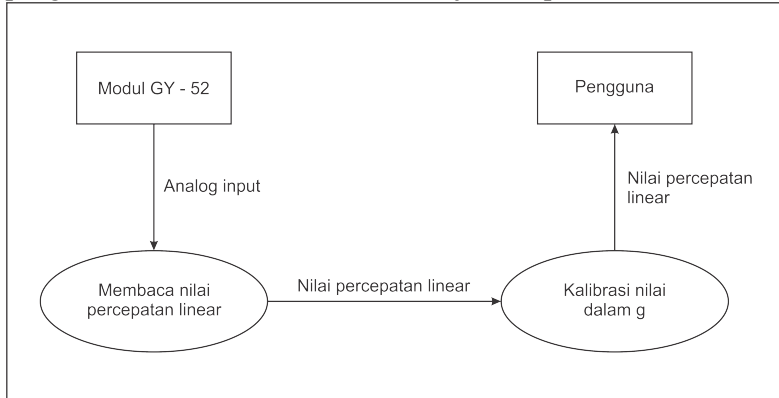 Modul GY - 52
Pengguna
Analog input
Nilai percepatan
linear
Membaca nilai
percepatan linear
Nilai percepatan linear
Kalibrasi nilai
dalam g